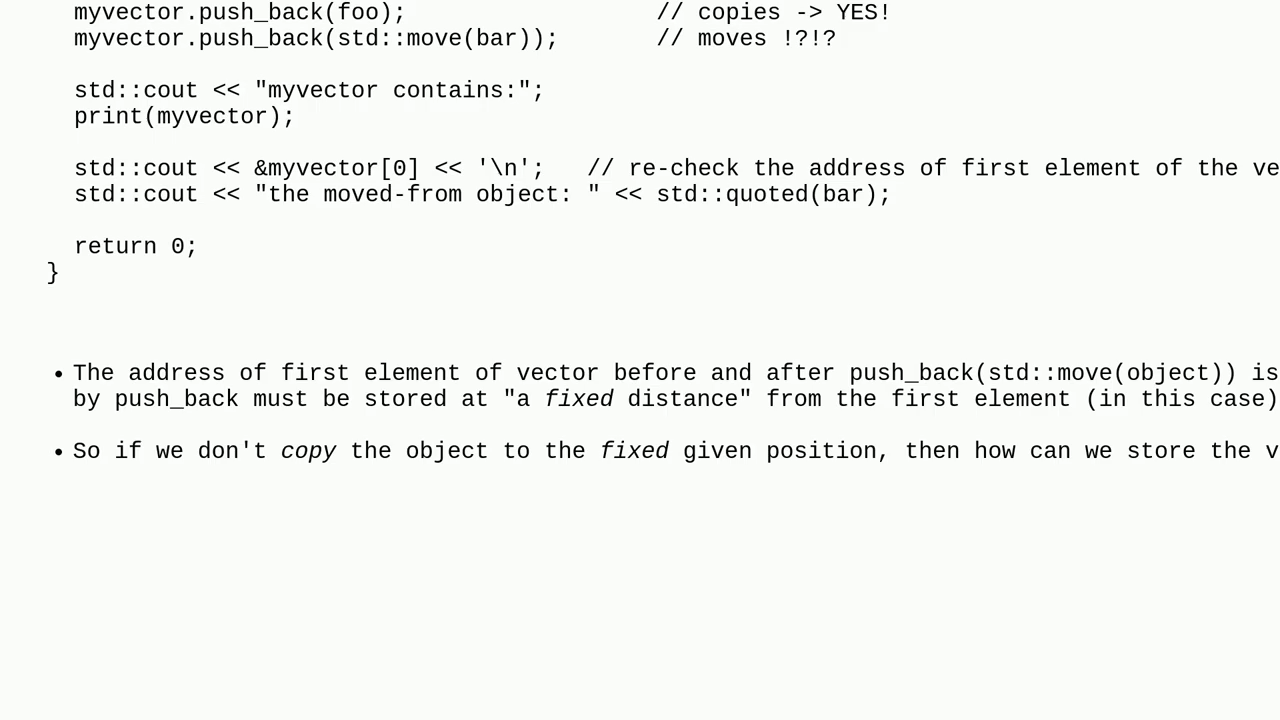 myvector.push_back(foo); // copies -> YES!
myvector.push_back(std::move(bar)); // moves !?!?
std::cout << "myvector contains:";
print(myvector);
std::cout << &myvector[0] << '\n'; // re-check the address of first element of the ve
std::cout << "the moved-from object: " << std::quoted(bar);
return 0;
}
• The address of first element of vector before and after push_back(std::move(object)) is
by push_back must be stored at "a fixed distance" from the first element (in this case)
• So if we don't copy the object to the fixed given position, then how can we store the v